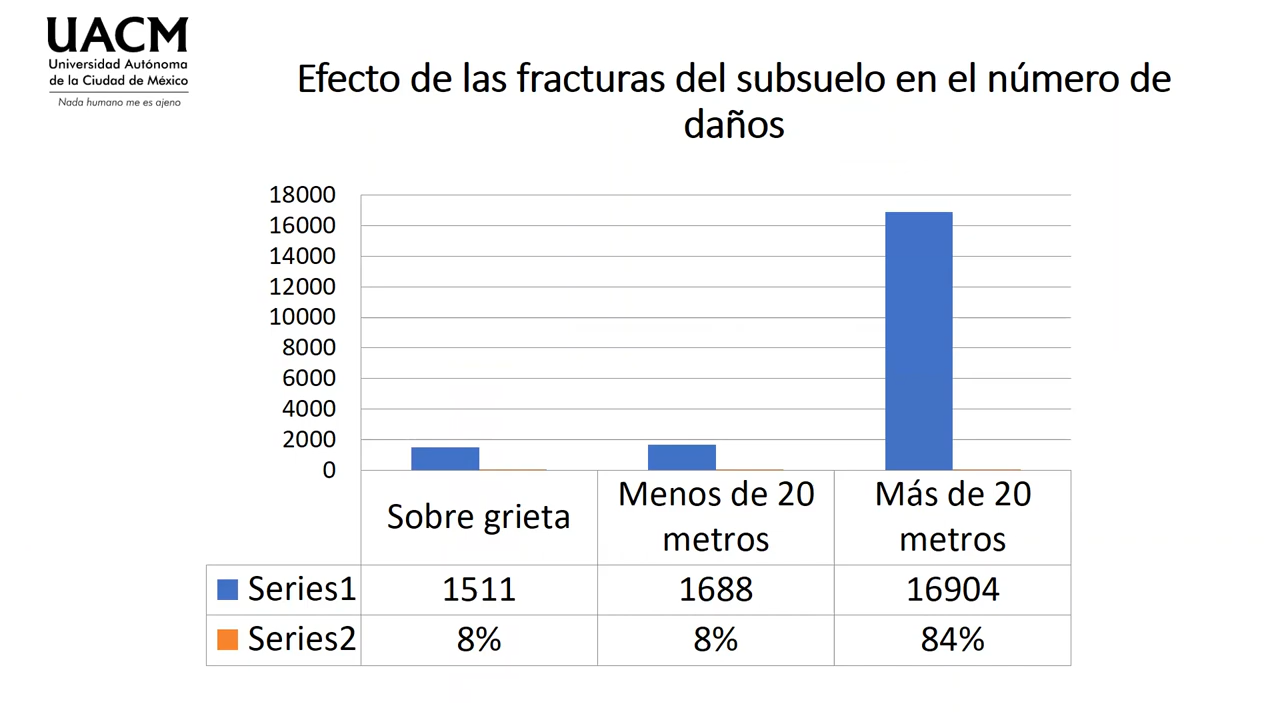 UACM
Universidad Autónoma
de la Ciudad de México
Nada humano me es ajeno
Efecto de las fracturas del subsuelo en el número de
daños
18000
16000
14000
12000
10000
8000
6000
4000
2000
0
Sobre grieta
Menos de 20
metros
Más de 20
metros
Series1 1511 1688 16904
Series2 8% 8% 84%